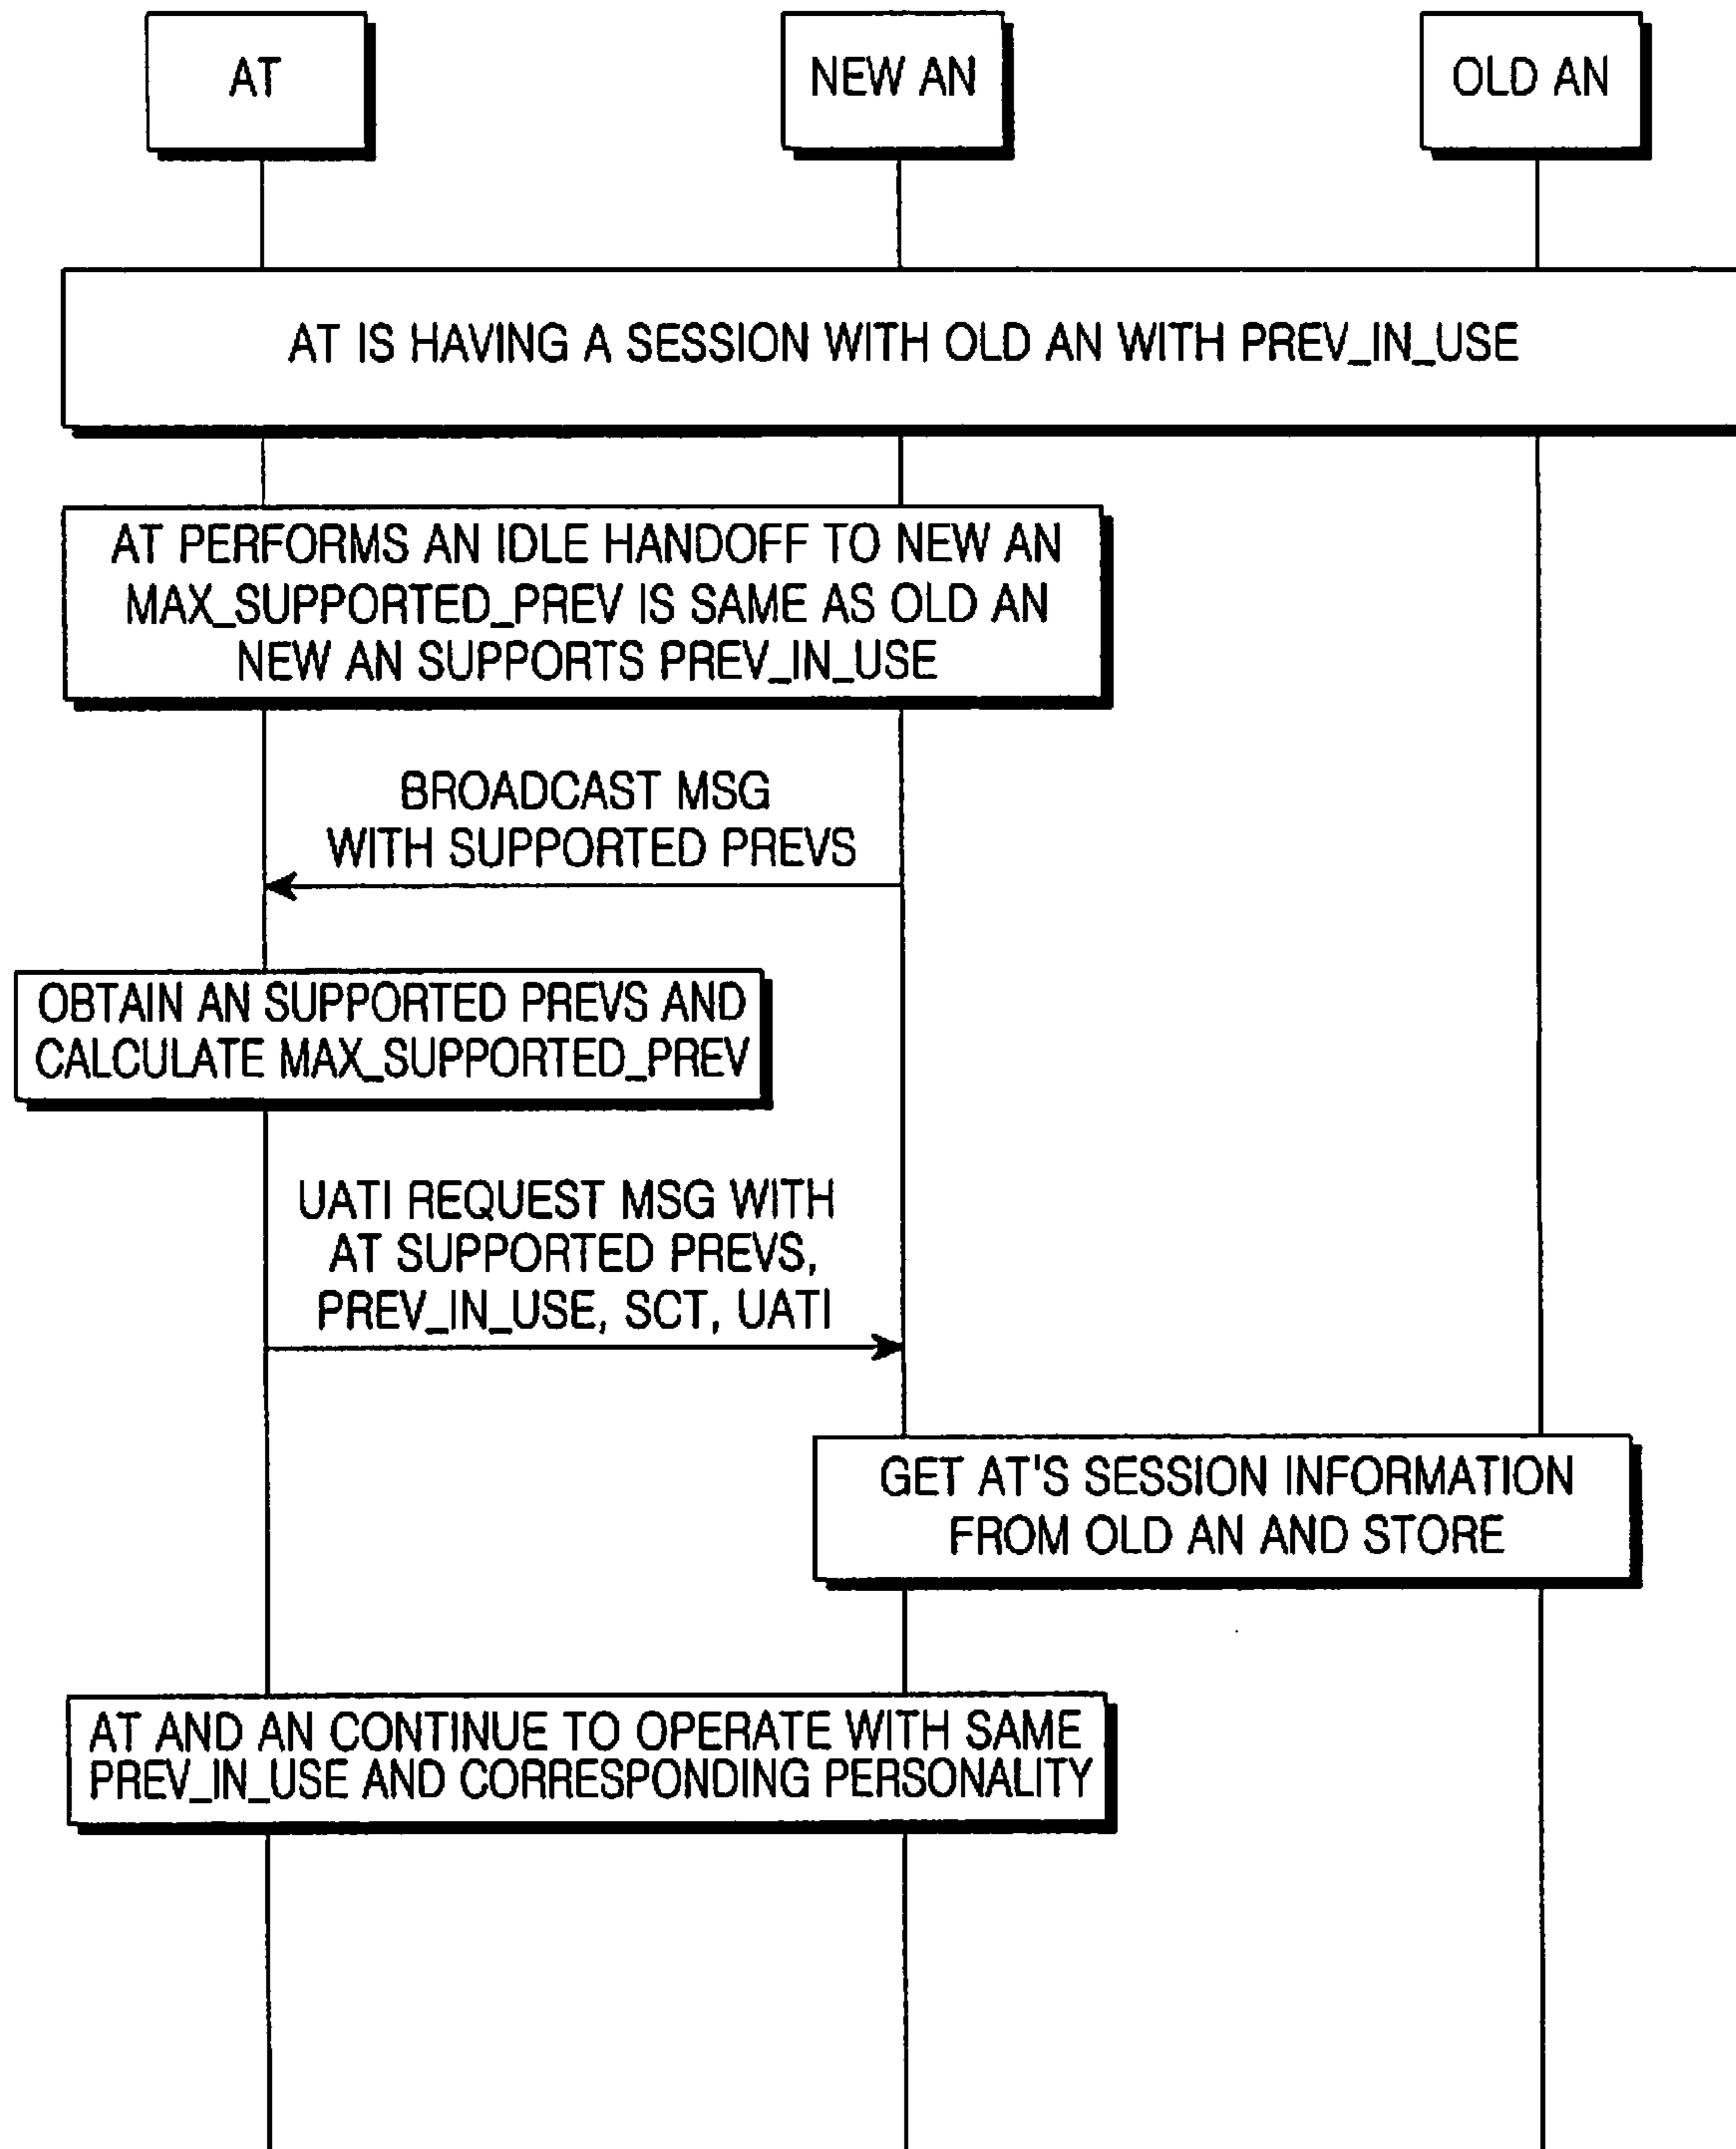 AT
NEW AN
OLD AN
AT IS HAVING A SESSION WITH OLD AN WITH PREV_IN_USE
AT PERFORMS AN IDLE HANDOFF TO NEW AN
MAX_SUPPORTED_PREV IS SAME AS OLD AN
NEW AN SUPPORTS PREV_IN_USE
BROADCAST MSG
WITH SUPPORTED PREVS
OBTAIN AN SUPPORTED PREVS AND
CALCULATE MAX_SUPPORTED_PREV
UATI REQUEST MSG WITH
AT SUPPORTED PREVS,
PREV_IN_USE, SCT, UATI
GET AT'S SESSION INFORMATION
FROM OLD AN AND STORE
AT AND AN CONTINUE TO OPERATE WITH SAME
PREV_IN_USE AND CORRESPONDING PERSONALITY